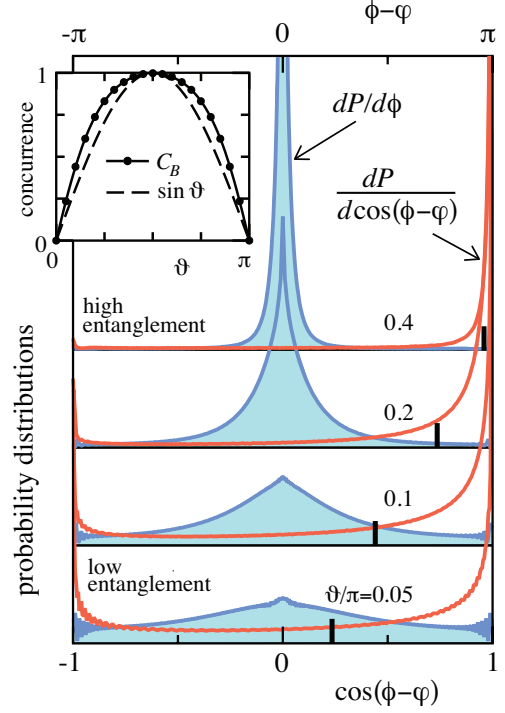 ϕ−φ
-π 0 π
1
concurrence
C_B
sin ϑ
0
0 ϑ π
dP/dϕ
dP
dcos(ϕ−φ)
high
entanglement
0.4
0.2
0.1
low
entanglement
ϑ/π=0.05
probability distributions
-1 0 1
cos(ϕ−φ)